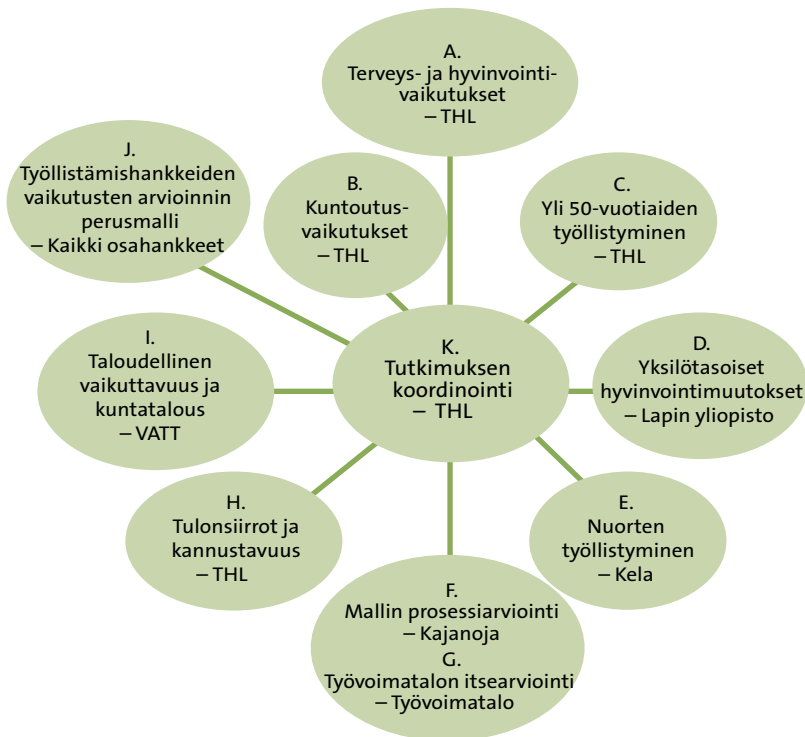 A.
Terveys- ja hyvinvointi-
vaikutukset
– THL
B.
Kuntoutus-
vaikutukset
– THL
C.
Yli 50-vuotiaiden
työllistyminen
– THL
D.
Yksilötasoiset
hyvinvointimuutokset
– Lapin yliopisto
E.
Nuorten
työllistyminen
– Kela
F.
Mallin prosessiarviointi
– Kajanoja
G.
Työvoimatalon itsearviointi
– Työvoimatalo
H.
Tulonsiirrot ja
kannustavuus
– THL
I.
Taloudellinen
vaikuttavuus ja
kuntatalous
– VATT
J.
Työllistämishankkeiden
vaikutusten arvioinnin
perusmalli
– Kaikki osahankkeet
K.
Tutkimuksen
koordinointi
– THL